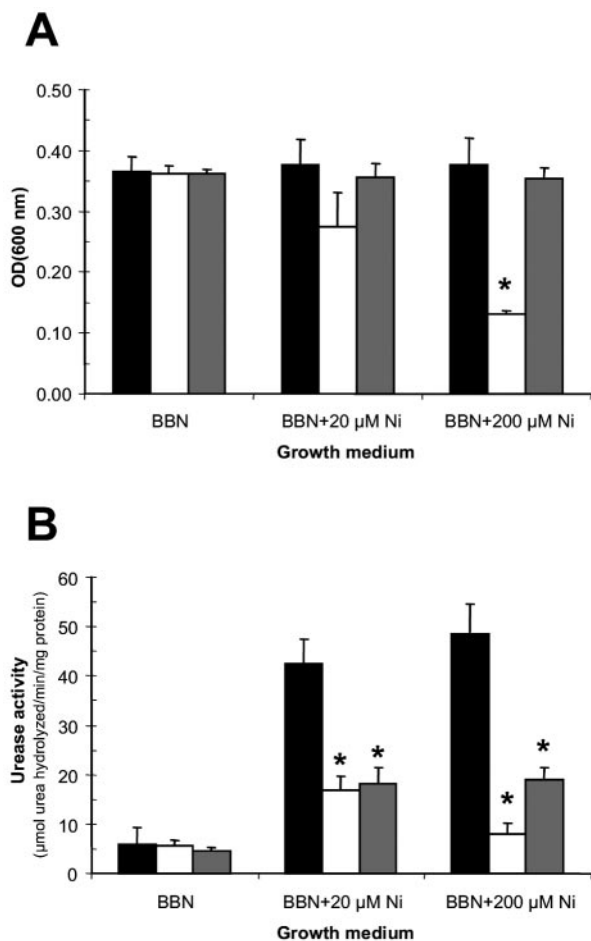 A
0.50
0.40
0.30
0.20
0.10
0.00
OD(600 nm)
*
BBN
BBN+20 µM Ni
BBN+200 µM Ni
Growth medium
B
60
50
40
30
20
10
0
Urease activity
(µmol urea hydrolyzed/min/mg protein)
* * * *
BBN
BBN+20 µM Ni
BBN+200 µM Ni
Growth medium